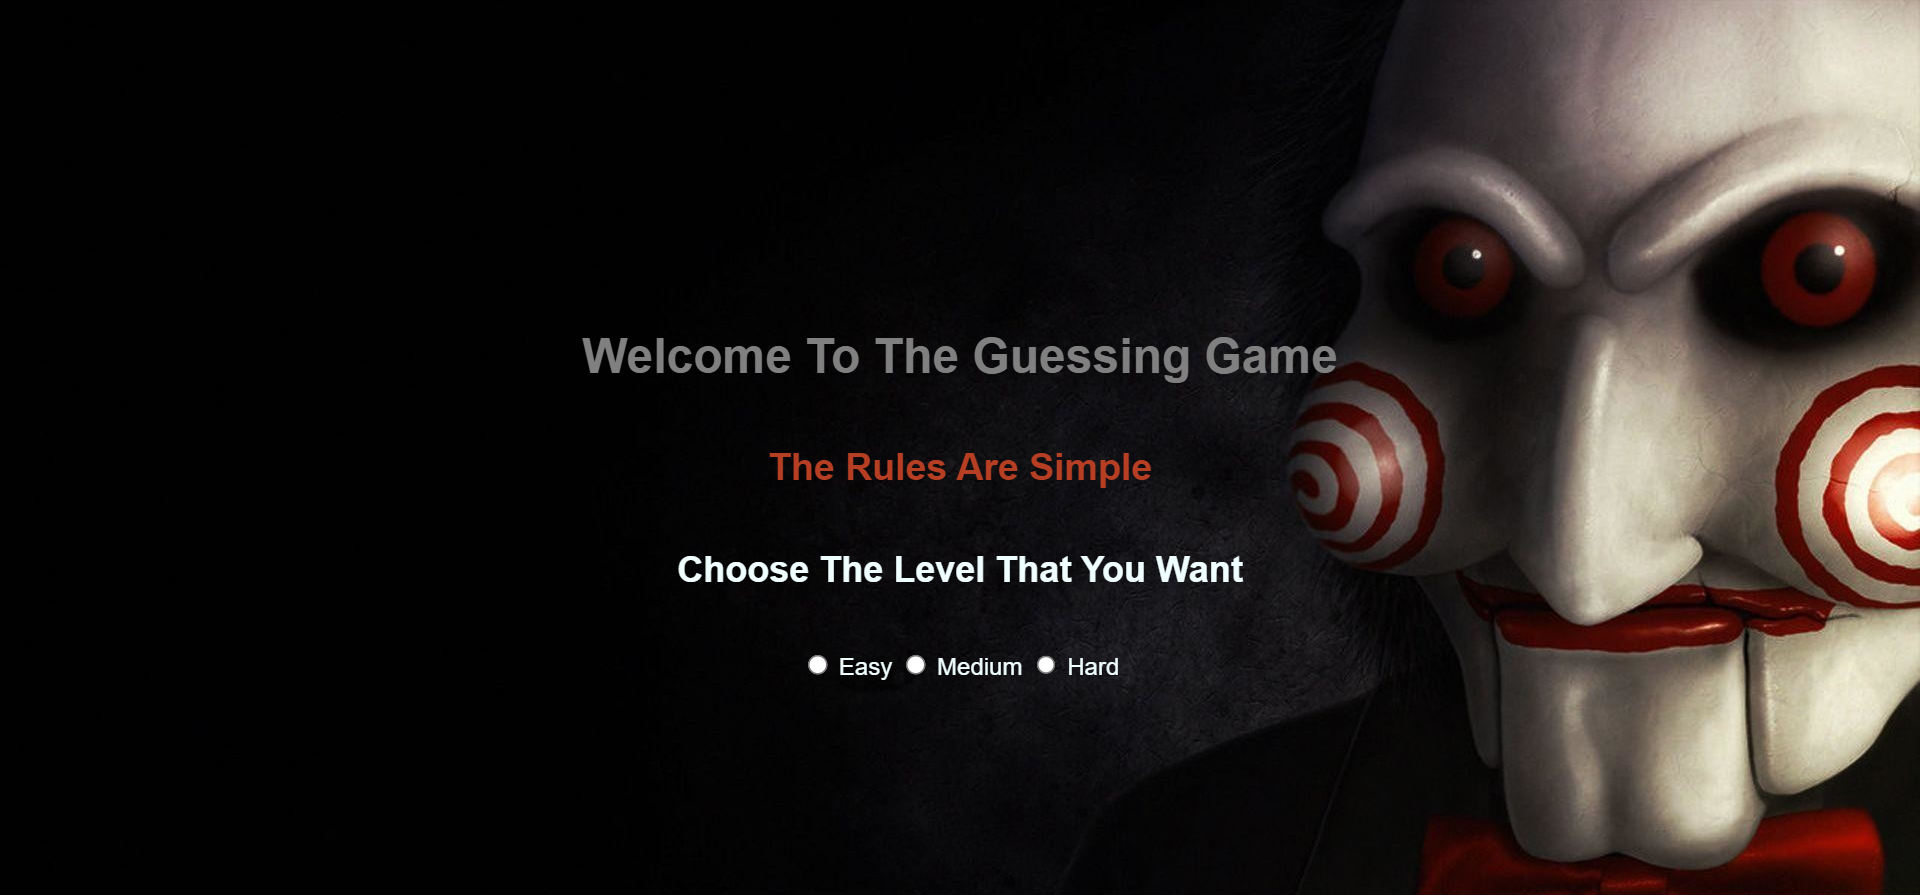 Welcome To The Guessing Game
The Rules Are Simple
Choose The Level That You Want
Easy Medium Hard